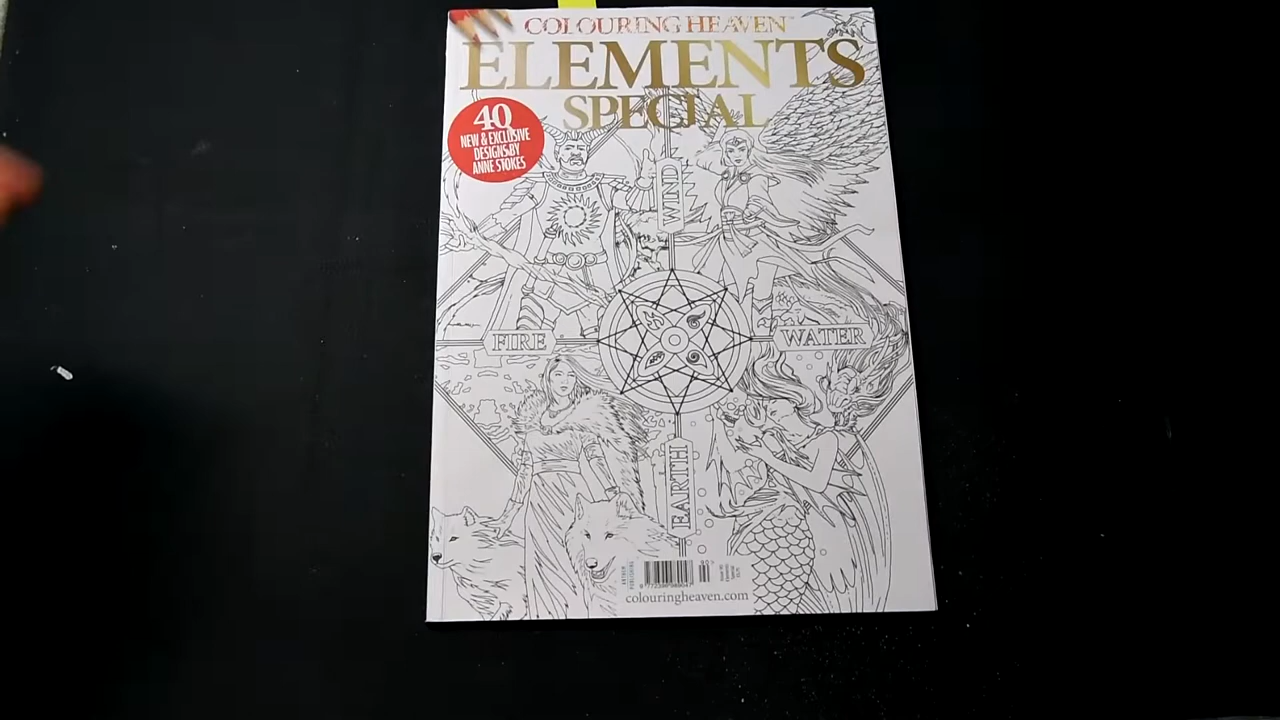 COLOURING HEAVEN
ELEMENTS
SPECIAL
40
NEW & EXCLUSIVE
DESIGNS BY
ANNE STOKES
WIND
FIRE
WATER
EARTH
colouringheaven.com